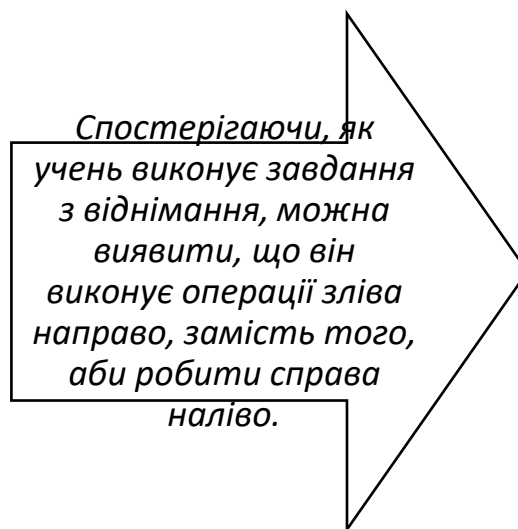 Спостерігаючи, як
учень виконує завдання
з віднімання, можна
виявити, що він
виконує операції зліва
направо, замість того,
аби робити справа
наліво.